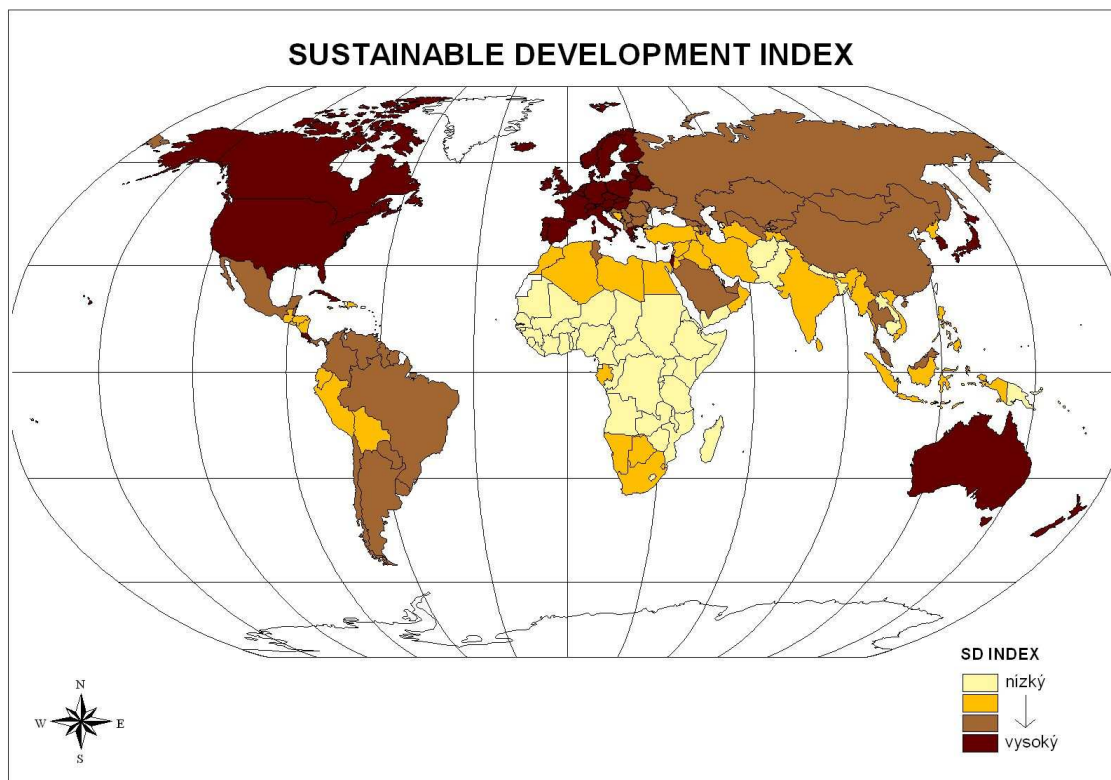 SUSTAINABLE DEVELOPMENT INDEX
SD INDEX
nízký
vysoký
N
W E
S